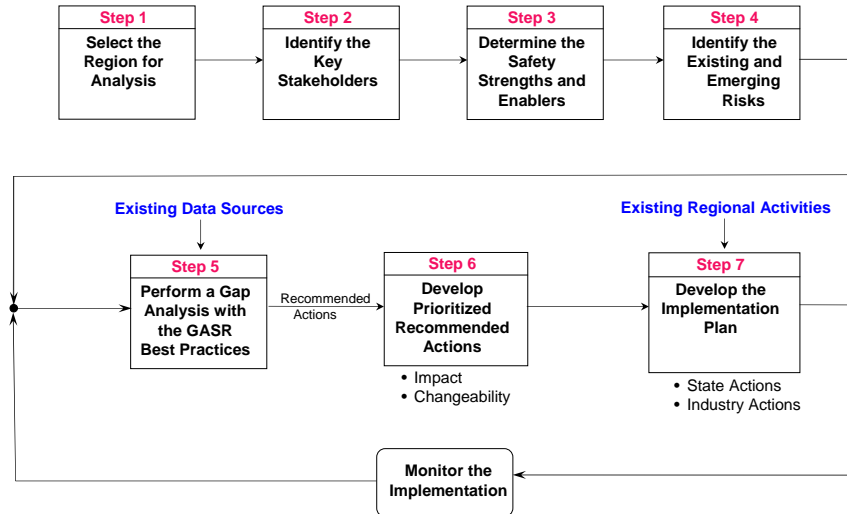 Step 1
Select the
Region for
Analysis
Step 2
Identify the
Key
Stakeholders
Step 3
Determine the
Safety
Strengths and
Enablers
Step 4
Identify the
Existing and
Emerging
Risks
Existing Data Sources
Existing Regional Activities
Step 5
Perform a Gap
Analysis with
the GASR
Best Practices
Recommended
Actions
Step 6
Develop
Prioritized
Recommended
Actions
• Impact
• Changeability
Step 7
Develop the
Implementation
Plan
• State Actions
• Industry Actions
Monitor the
Implementation